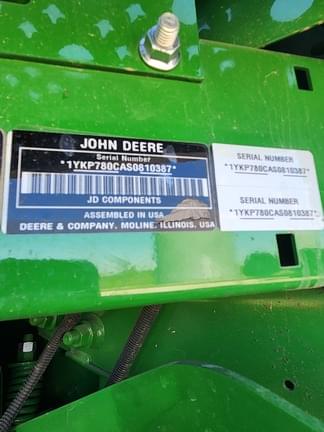 JOHN DEERE
Serial Number
*1YKP780CAS0810387*
JD COMPONENTS
ASSEMBLED IN USA
DEERE & COMPANY, MOLINE, ILLINOIS, USA
SERIAL NUMBER
*1YKP780CAS0810387*
SERIAL NUMBER
*1YKP780CAS0810387*